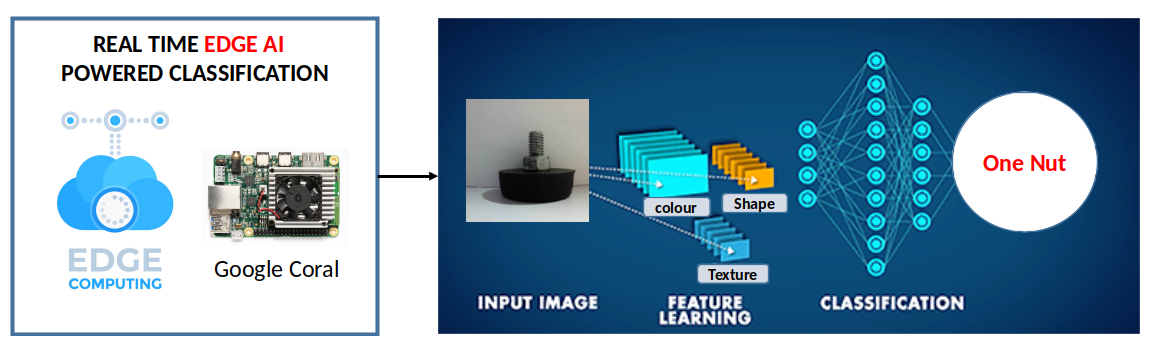 REAL TIME EDGE AI
POWERED CLASSIFICATION
EDGE
COMPUTING
Google Coral
colour
Shape
Texture
One Nut
INPUT IMAGE
FEATURE
LEARNING
CLASSIFICATION